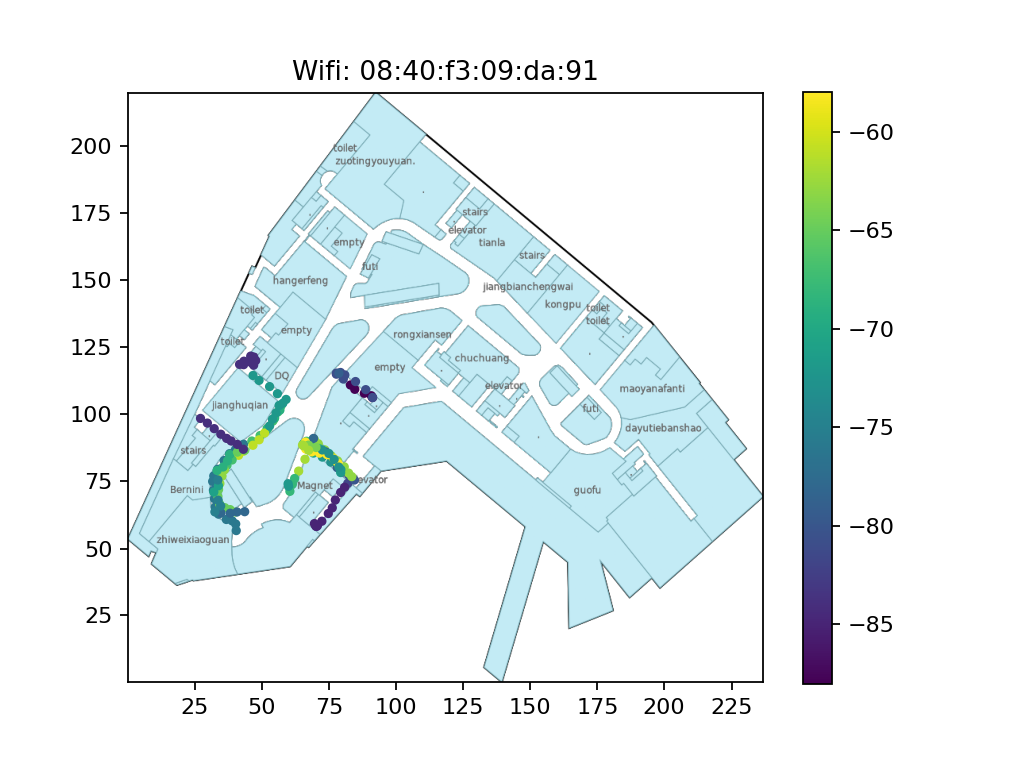 Wifi: 08:40:f3:09:da:91
200
175
150
125
100
75
50
25
25
50
75
100
125
150
175
200
225
−60
−65
−70
−75
−80
−85
toilet
zuotingyouyuan.
stairs
elevator
tianla
empty
stairs
futi
hangerfeng
jiangbianchengwai
kongpu
toilet
toilet
toilet
empty
rongxiansen
toilet
chuchuang
empty
DQ
elevator
maoyanafanti
jianghuqian
futi
dayutiebanshao
stairs
Bernini
Magnet
evator
guofu
zhiweixiaoguan